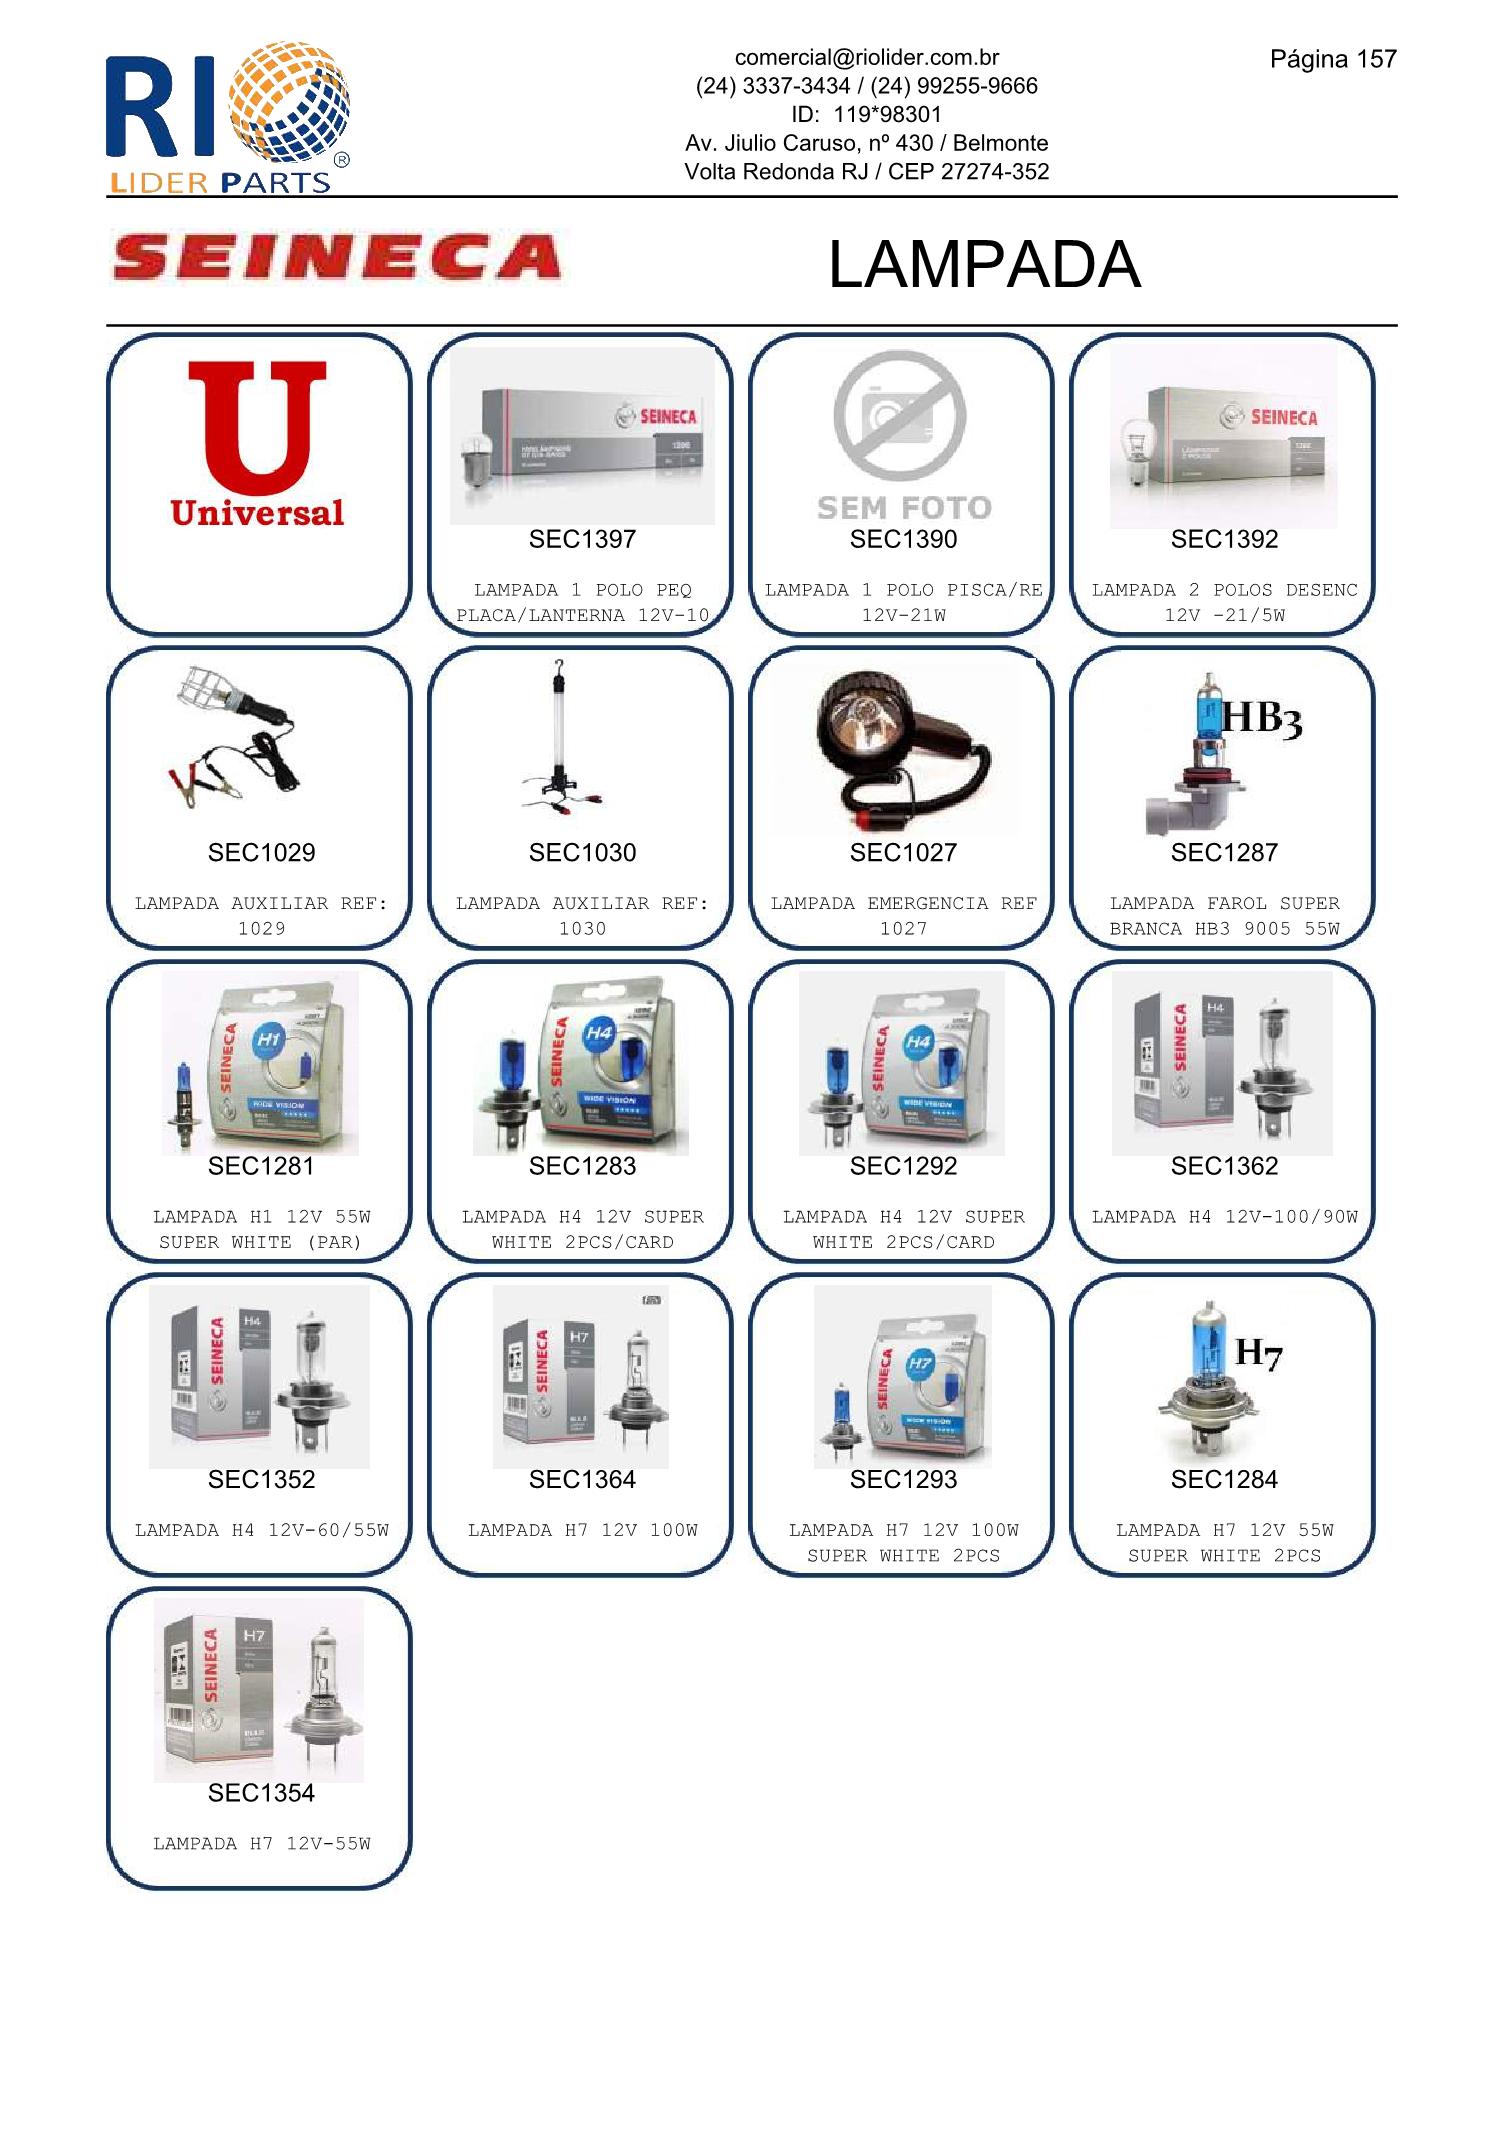 RIO
LIDER PARTS
®
comercial@riolider.com.br
(24) 3337-3434 / (24) 99255-9666
ID: 119*98301
Av. Jiulio Caruso, nº 430 / Belmonte
Volta Redonda RJ / CEP 27274-352
Página 157
SEINECA
LAMPADA
U
Universal
SEINECA
SEC1397
LAMPADA 1 POLO PEQ
PLACA/LANTERNA 12V-10
SEM FOTO
SEC1390
LAMPADA 1 POLO PISCA/RE
12V-21W
SEINECA
SEC1392
LAMPADA 2 POLOS DESENC
12V -21/5W
SEC1029
LAMPADA AUXILIAR REF:
1029
SEC1030
LAMPADA AUXILIAR REF:
1030
SEC1027
LAMPADA EMERGENCIA REF
1027
HB3
SEC1287
LAMPADA FAROL SUPER
BRANCA HB3 9005 55W
SEINECA
H1
WIDE VISION
SEC1281
LAMPADA H1 12V 55W
SUPER WHITE (PAR)
SEINECA
H4
WIDE VISION
SEC1283
LAMPADA H4 12V SUPER
WHITE 2PCS/CARD
SEINECA
H4
WIDE VISION
SEC1292
LAMPADA H4 12V SUPER
WHITE 2PCS/CARD
SEINECA
H4
SEC1362
LAMPADA H4 12V-100/90W
SEINECA
H4
SEC1352
LAMPADA H4 12V-60/55W
SEINECA
H7
SEC1364
LAMPADA H7 12V 100W
SEINECA
H7
WIDE VISION
SEC1293
LAMPADA H7 12V 100W
SUPER WHITE 2PCS
H7
SEC1284
LAMPADA H7 12V 55W
SUPER WHITE 2PCS
SEINECA
H7
SEC1354
LAMPADA H7 12V-55W